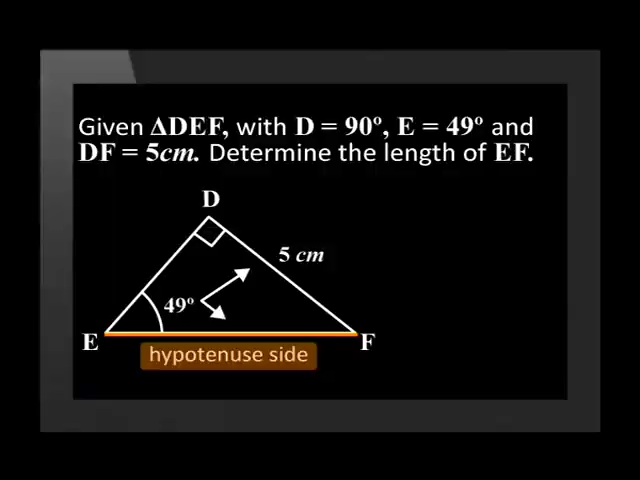 Given ΔDEF, with D = 90º, E = 49º and
DF = 5cm. Determine the length of EF.
D
5 cm
49º
E
F
hypotenuse side